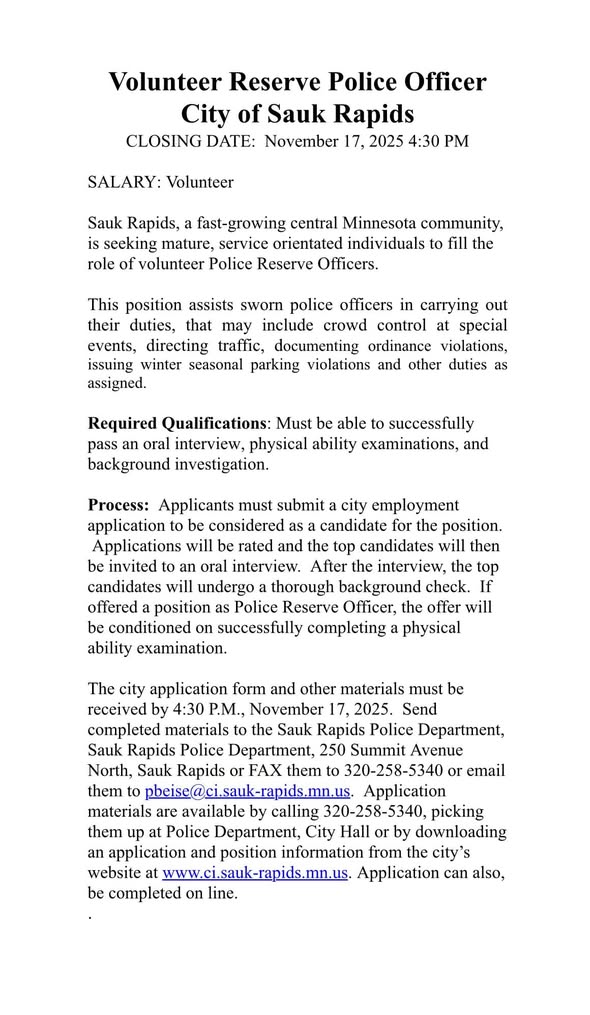 Volunteer Reserve Police Officer
City of Sauk Rapids
CLOSING DATE:  November 17, 2025 4:30 PM
SALARY: Volunteer
Sauk Rapids, a fast-growing central Minnesota community,
is seeking mature, service orientated individuals to fill the
role of volunteer Police Reserve Officers.
This position assists sworn police officers in carrying out
their duties, that may include crowd control at special
events, directing traffic, documenting ordinance violations,
issuing winter seasonal parking violations and other duties as
assigned.
Required Qualifications: Must be able to successfully
pass an oral interview, physical ability examinations, and
background investigation.
Process:  Applicants must submit a city employment
application to be considered as a candidate for the position.
Applications will be rated and the top candidates will then
be invited to an oral interview.  After the interview, the top
candidates will undergo a thorough background check.  If
offered a position as Police Reserve Officer, the offer will
be conditioned on successfully completing a physical
ability examination.
The city application form and other materials must be
received by 4:30 P.M., November 17, 2025.  Send
completed materials to the Sauk Rapids Police Department,
Sauk Rapids Police Department, 250 Summit Avenue
North, Sauk Rapids or FAX them to 320-258-5340 or email
them to pbeise@ci.sauk-rapids.mn.us.  Application
materials are available by calling 320-258-5340, picking
them up at Police Department, City Hall or by downloading
an application and position information from the city’s
website at www.ci.sauk-rapids.mn.us. Application can also,
be completed on line.
.